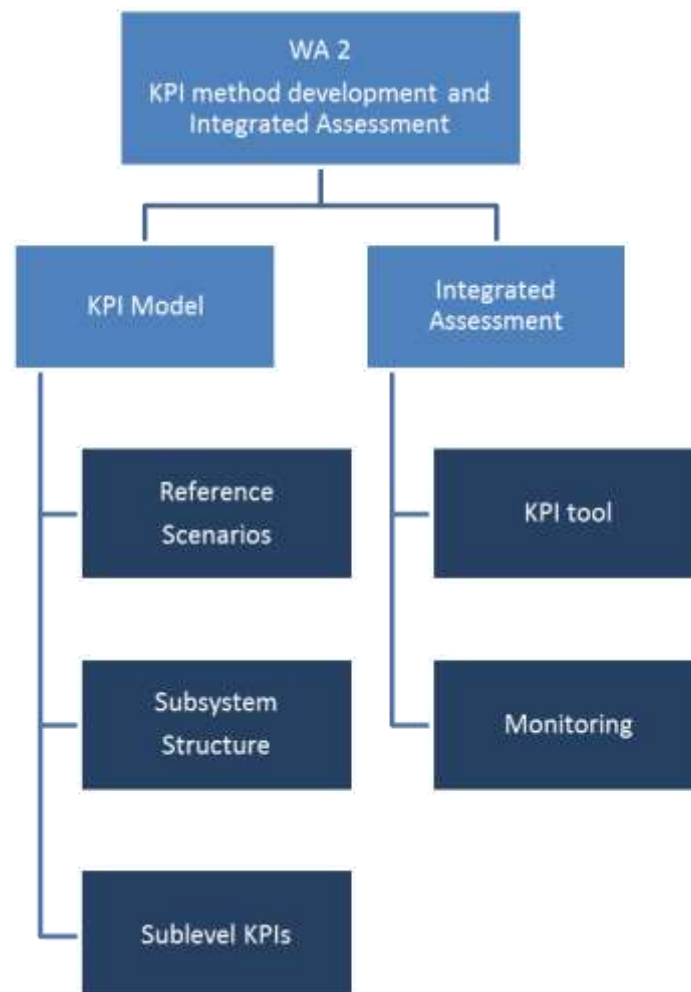 WA 2
KPI method development and
Integrated Assessment
KPI Model
Integrated
Assessment
Reference
Scenarios
KPI tool
Subsystem
Structure
Monitoring
Sublevel KPIs